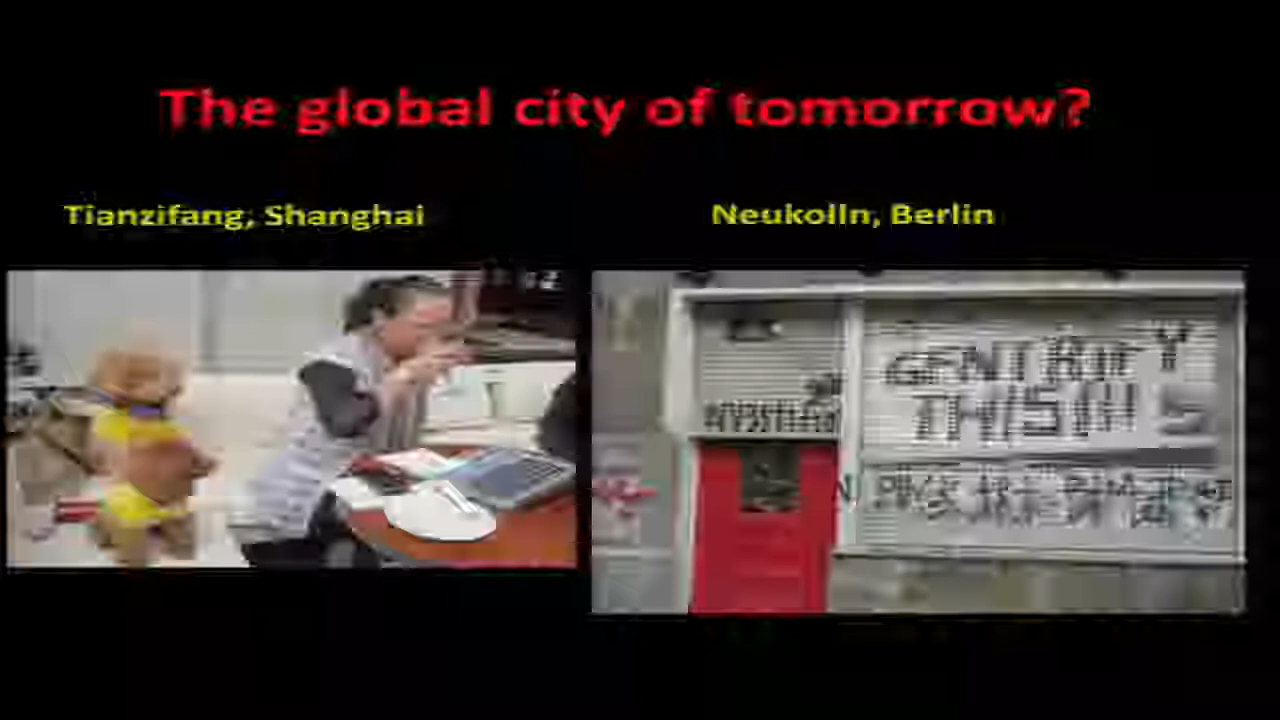 The global city of tomorrow?
Tianzifang, Shanghai
Neukolln, Berlin
GENTRIFY
THIS